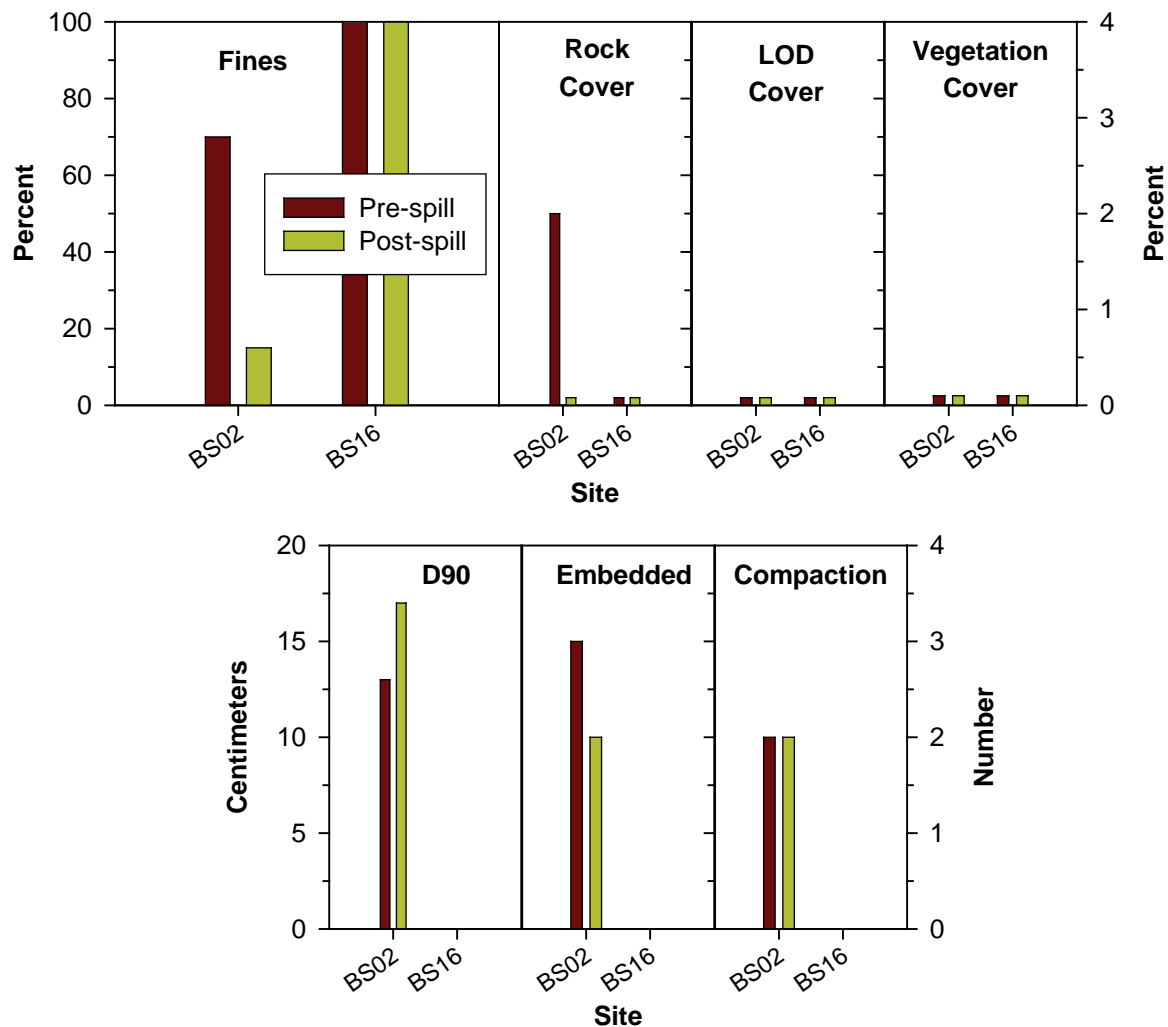 Fines
Rock
Cover
LOD
Cover
Vegetation
Cover
Pre-spill
Post-spill
Percent
100
80
60
40
20
0
4
3
2
1
0
Percent
BS02
BS16
BS02
BS16
BS02
BS16
BS02
BS16
Site
D90
Embedded
Compaction
Centimeters
20
15
10
5
0
4
3
2
1
0
Number
BS02
BS16
BS02
BS16
BS02
BS16
Site